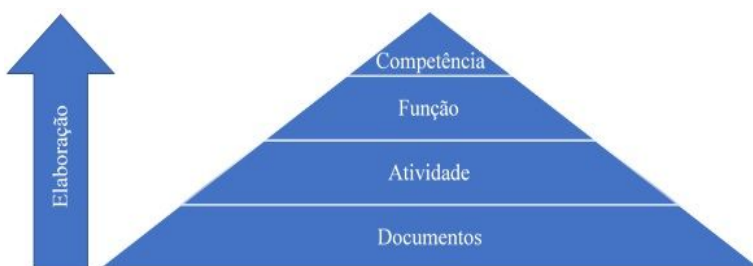 Elaboração
Competência
Função
Atividade
Documentos